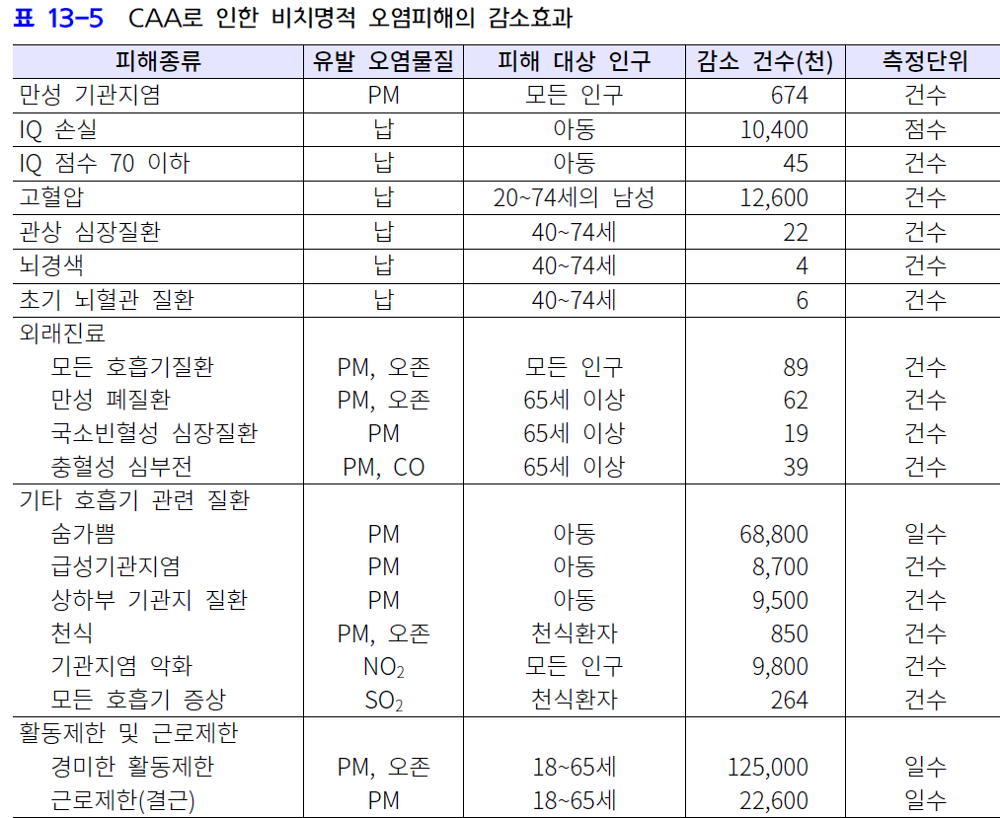 표 13-5 CAA로 인한 비치명적 오염피해의 감소효과
피해종류 유발 오염물질 피해 대상 인구 감소 건수(천) 측정단위
만성 기관지염 PM 모든 인구 674 건수
IQ 손실 납 아동 10,400 점수
IQ 점수 70 이하 납 아동 45 건수
고혈압 납 20~74세의 남성 12,600 건수
관상 심장질환 납 40~74세 22 건수
뇌경색 납 40~74세 4 건수
초기 뇌혈관 질환 납 40~74세 6 건수
외래진료
모든 호흡기질환 PM, 오존 모든 인구 89 건수
만성 폐질환 PM, 오존 65세 이상 62 건수
국소빈혈성 심장질환 PM 65세 이상 19 건수
충혈성 심부전 PM, CO 65세 이상 39 건수
기타 호흡기 관련 질환
숨가쁨 PM 아동 68,800 일수
급성기관지염 PM 아동 8,700 건수
상하부 기관지 질환 PM 아동 9,500 건수
천식 PM, 오존 천식환자 850 건수
기관지염 악화 NO₂ 모든 인구 9,800 건수
모든 호흡기 증상 SO₂ 천식환자 264 건수
활동제한 및 근로제한
경미한 활동제한 PM, 오존 18~65세 125,000 일수
근로제한(결근) PM 18~65세 22,600 일수